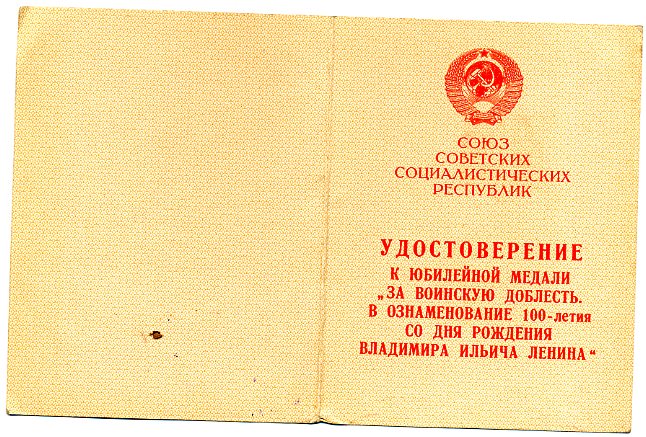 СОЮЗ
СОВЕТСКИХ
СОЦИАЛИСТИЧЕСКИХ
РЕСПУБЛИК
УДОСТОВЕРЕНИЕ
К ЮБИЛЕЙНОЙ МЕДАЛИ
„ЗА ВОИНСКУЮ ДОБЛЕСТЬ.
В ОЗНАМЕНОВАНИЕ 100-летия
СО ДНЯ РОЖДЕНИЯ
ВЛАДИМИРА ИЛЬИЧА ЛЕНИНА“